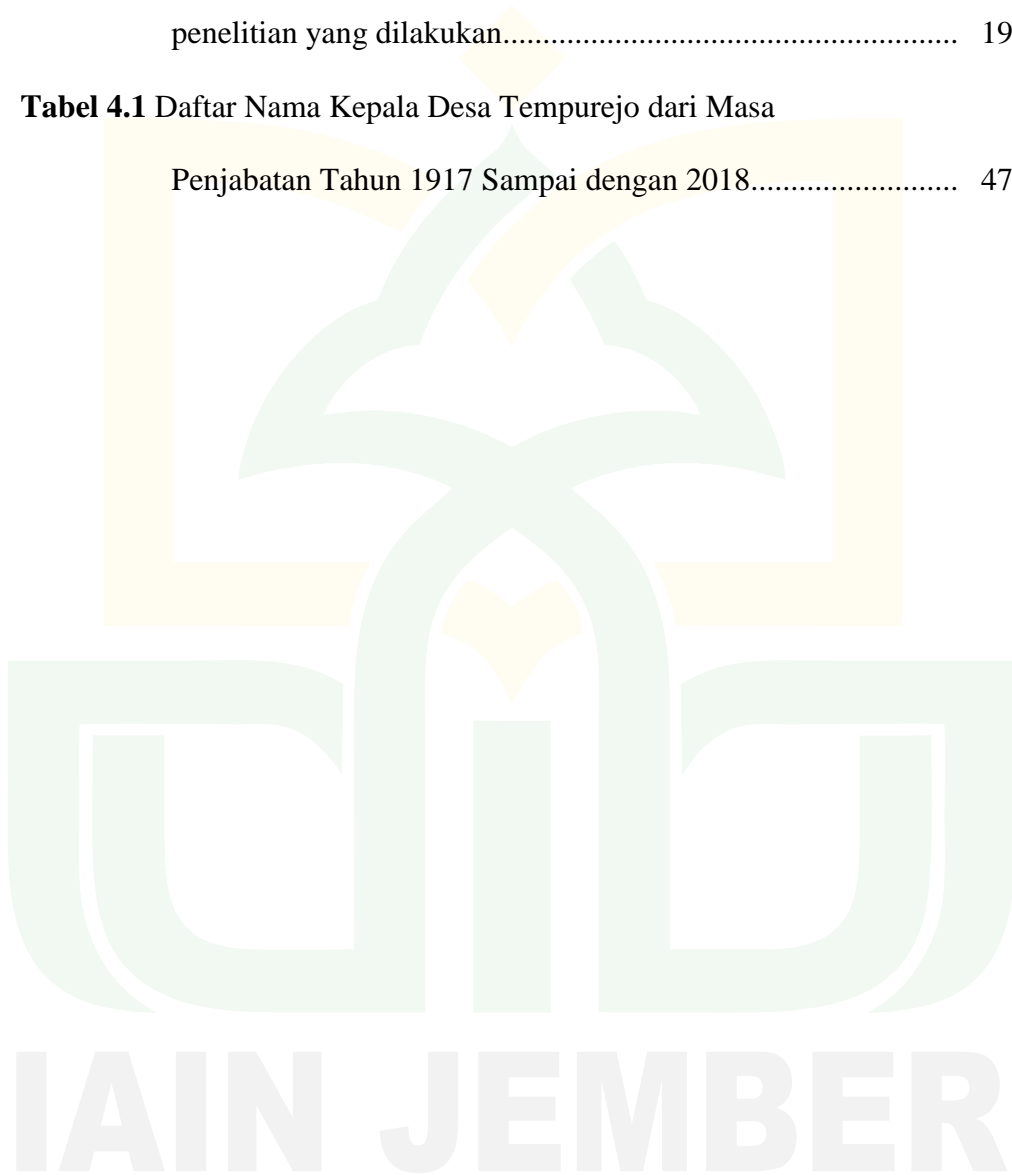 penelitian yang dilakukan......................................................... 19
Tabel 4.1 Daftar Nama Kepala Desa Tempurejo dari Masa
Penjabatan Tahun 1917 Sampai dengan 2018.......................... 47
IAIN JEMBER